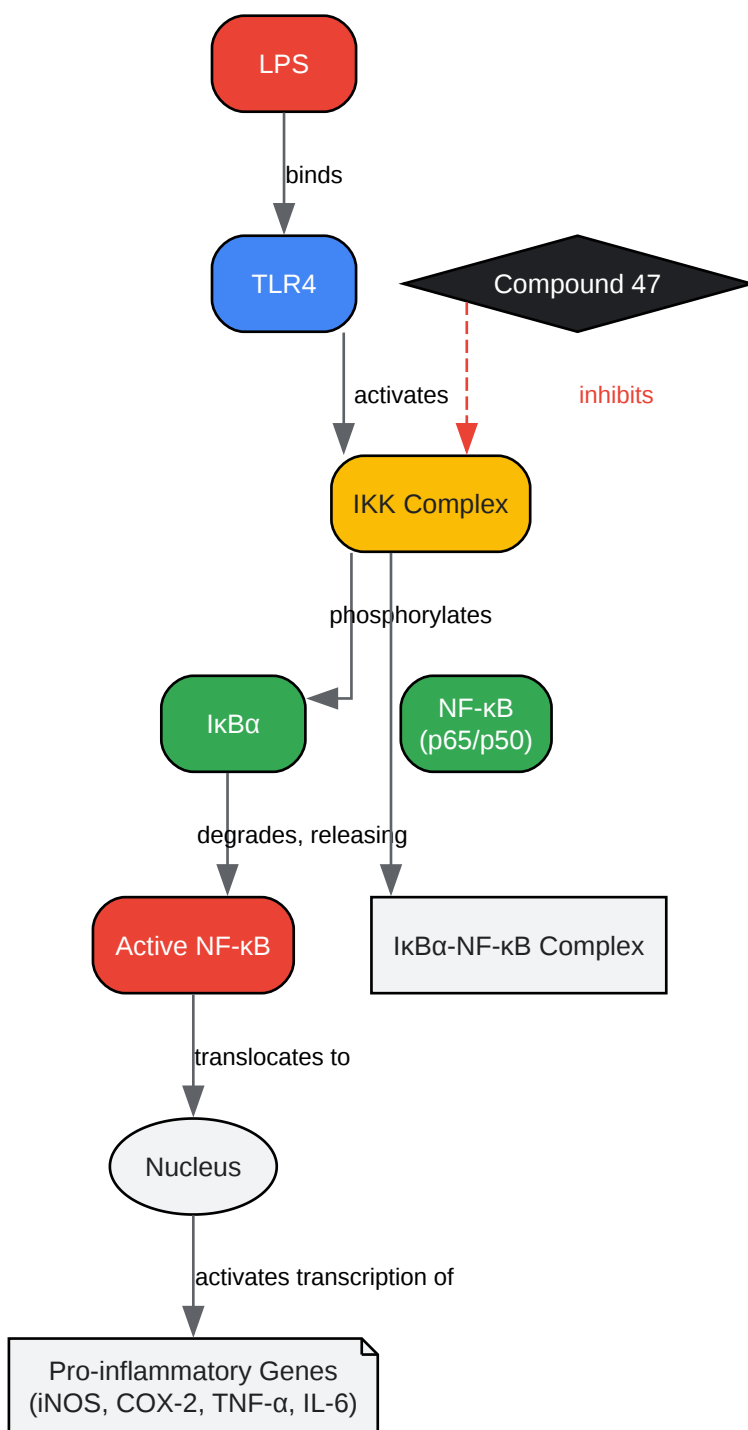 LPS
binds
TLR4
Compound 47
activates
inhibits
IKK Complex
phosphorylates
IκBα
NF-κB
(p65/p50)
degrades, releasing
Active NF-κB
IκBα-NF-κB Complex
translocates to
Nucleus
activates transcription of
Pro-inflammatory Genes
(iNOS, COX-2, TNF-α, IL-6)